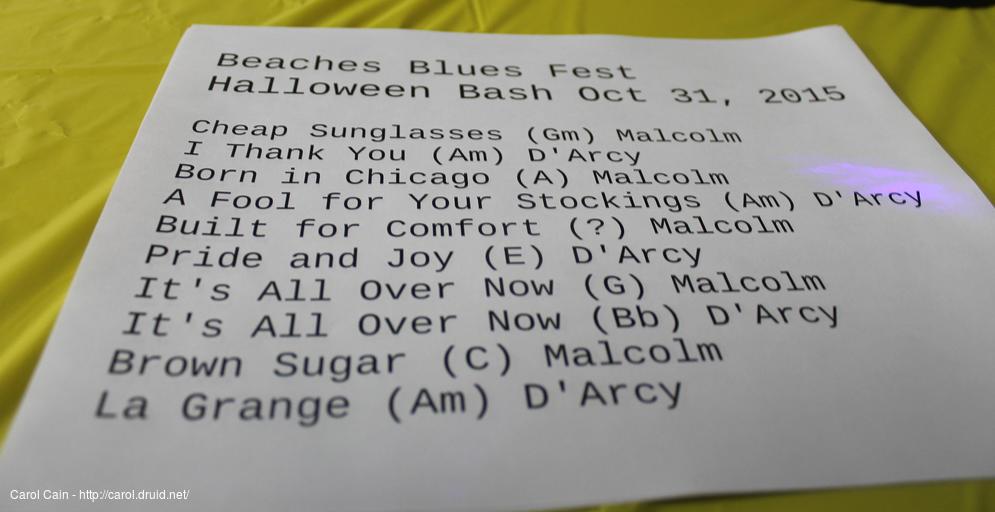 Beaches Blues Fest
Halloween Bash Oct 31, 2015
Cheap Sunglasses (Gm) Malcolm
I Thank You (Am) D'Arcy
Born in Chicago (A) Malcolm
A Fool for Your Stockings (Am) D'Arcy
Built for Comfort (?) Malcolm
Pride and Joy (E) D'Arcy
It's All Over Now (G) Malcolm
It's All Over Now (Bb) D'Arcy
Brown Sugar (C) Malcolm
La Grange (Am) D'Arcy
Carol Cain - http://carol.druid.net/